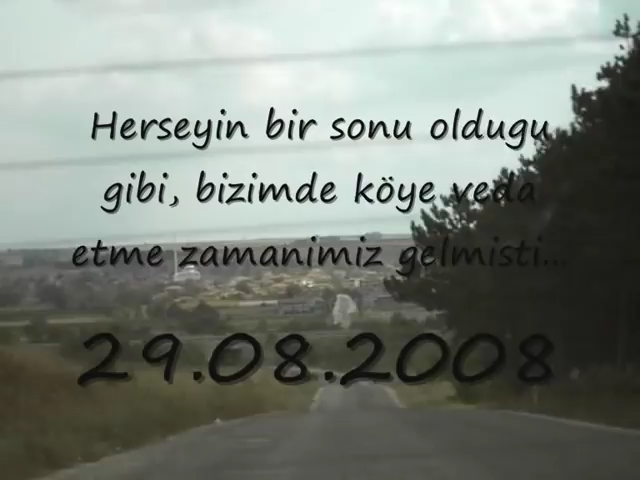 Herseyin bir sonu oldugu
gibi, bizimde köye veda
etme zamanimiz gelmisti...
29.08.2008